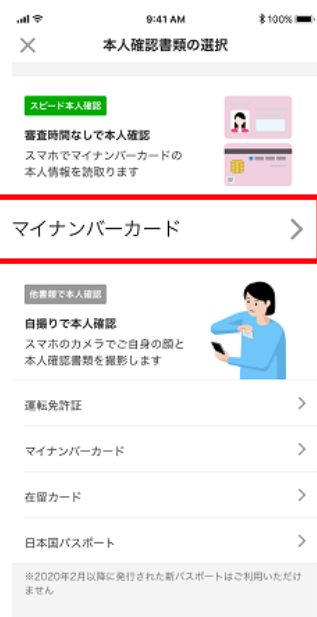 9:41 AM
100%
本人確認書類の選択
スピード本人確認
審査時間なしで本人確認
スマホでマイナンバーカードの
本人情報を読取ります
マイナンバーカード
他書類で本人確認
自撮りで本人確認
スマホのカメラでご自身の顔と
本人確認書類を撮影します
運転免許証
マイナンバーカード
在留カード
日本国パスポート
※2020年2月以降に発行された新パスポートはご利用いただけ
ません